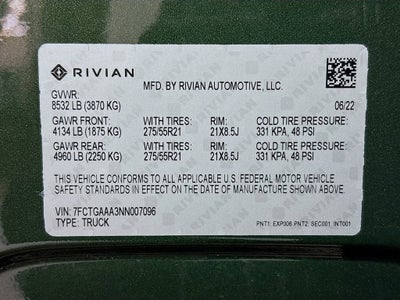 RIVIAN
MFD. BY RIVIAN AUTOMOTIVE, LLC.
GVWR:
8532 LB (3870 KG) 06/22
GAWR FRONT: WITH TIRES: RIM: COLD TIRE PRESSURE:
4134 LB (1875 KG) 275/55R21 21X8.5J 331 KPA, 48 PSI
GAWR REAR: WITH TIRES: RIM: COLD TIRE PRESSURE:
4960 LB (2250 KG) 275/55R21 21X8.5J 331 KPA, 48 PSI
THIS VEHICLE CONFORMS TO ALL APPLICABLE U.S. FEDERAL MOTOR VEHICLE
SAFETY STANDARDS IN EFFECT ON THE DATE OF MANUFACTURE SHOWN ABOVE.
VIN: 7FCTGAAA3NN007096
TYPE: TRUCK PNT1: EXP006 PNT2: SEC001 INT001